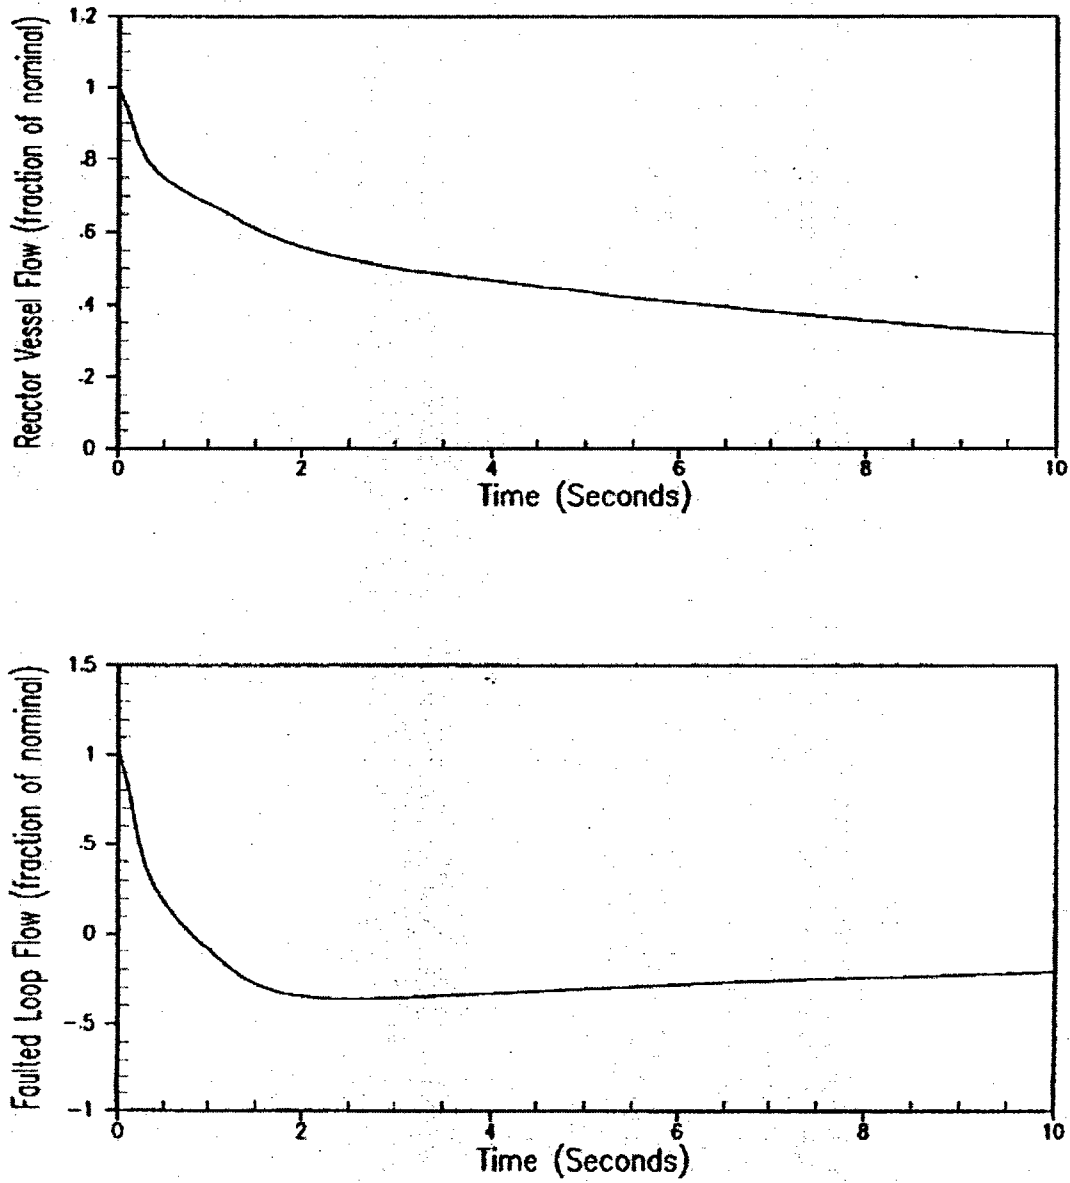 Reactor Vessel Flow (fraction of nominal)
1.2
1
.8
.6
.4
.2
0
0 2 4 6 8 10
Time (Seconds)
Faulted Loop Flow (fraction of nominal)
1.5
1
.5
0
-.5
-1
0 2 4 6 8 10
Time (Seconds)